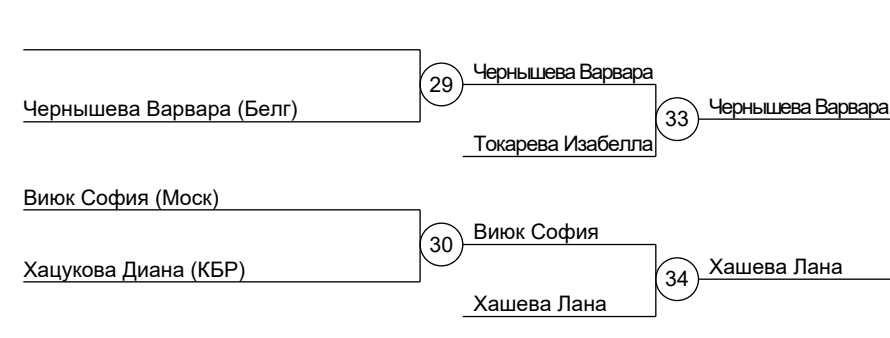 Чернышева Варвара (Белг)
29
Чернышева Варвара
Токарева Изабелла
33
Чернышева Варвара
Виюк София (Моск)
Хацукова Диана (КБР)
30
Виюк София
Хашева Лана
34
Хашева Лана